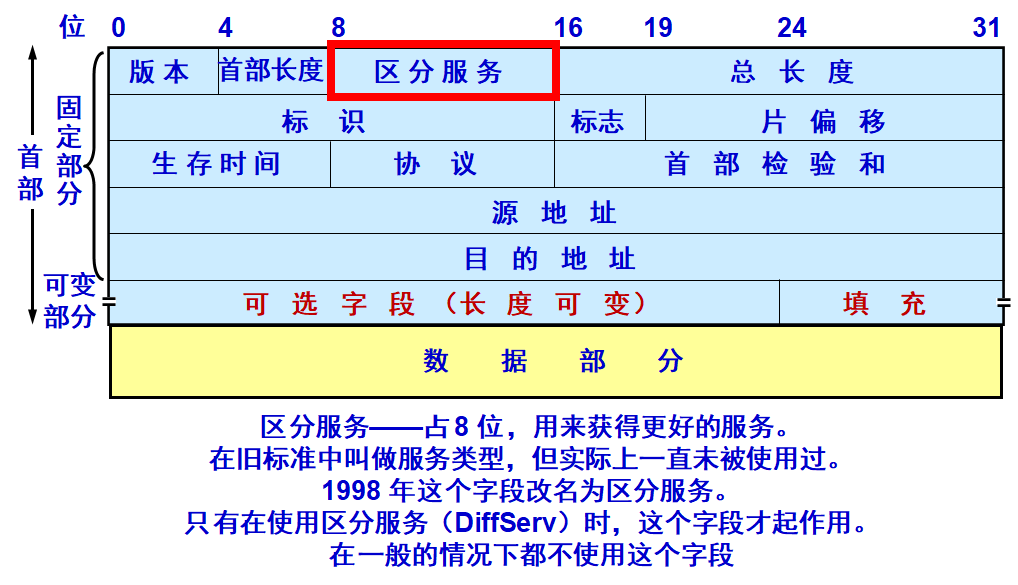 位 0 4 8 16 19 24 31
版本 首部长度 区分服务 总长度
标识 标志 片偏移
生存时间 协议 首部检验和
源地址
目的地址
可选字段（长度可变） 填充
数据部分
首部
固定部分
可变部分
区分服务——占8 位，用来获得更好的服务。
在旧标准中叫做服务类型，但实际上一直未被使用过。
1998 年这个字段改名为区分服务。
只有在使用区分服务（DiffServ）时，这个字段才起作用。
在一般的情况下都不使用这个字段